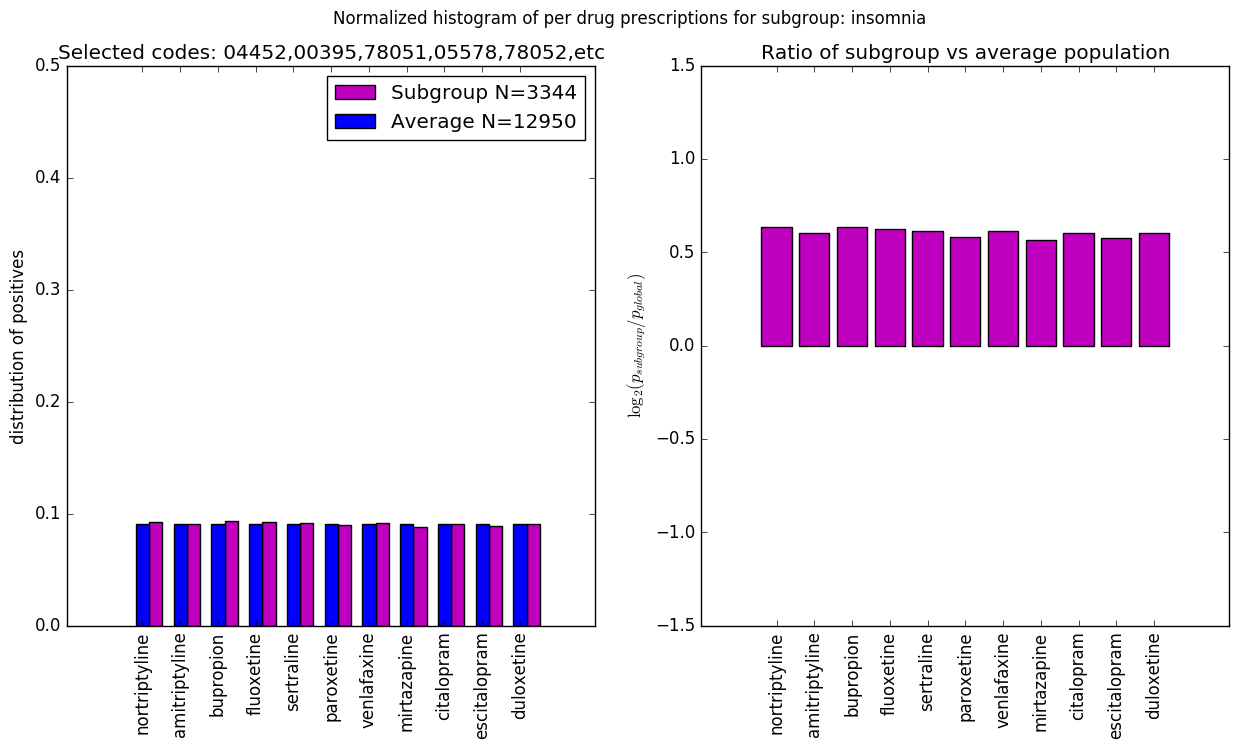 Normalized histogram of per drug prescriptions for subgroup: insomnia
Selected codes: 04452,00395,78051,05578,78052,etc
0.5
0.4
0.3
0.2
0.1
0.0
distribution of positives
Subgroup N=3344
Average N=12950
nortriptyline
amitriptyline
bupropion
fluoxetine
sertraline
paroxetine
venlafaxine
mirtazapine
citalopram
escitalopram
duloxetine
Ratio of subgroup vs average population
1.5
1.0
0.5
0.0
−0.5
−1.0
−1.5
log2(psubgroup/pglobal)
nortriptyline
amitriptyline
bupropion
fluoxetine
sertraline
paroxetine
venlafaxine
mirtazapine
citalopram
escitalopram
duloxetine